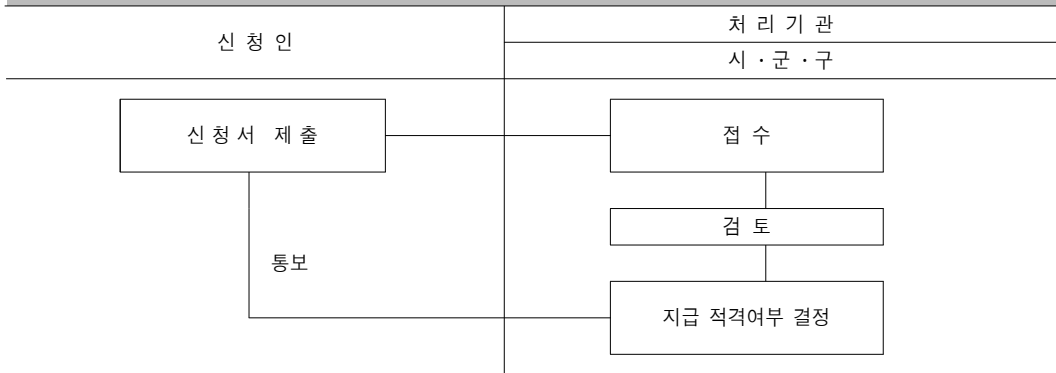 신 청 인
처 리 기 관
시 · 군 · 구
신 청 서 제 출
접 수
검 토
통보
지급 적격여부 결정